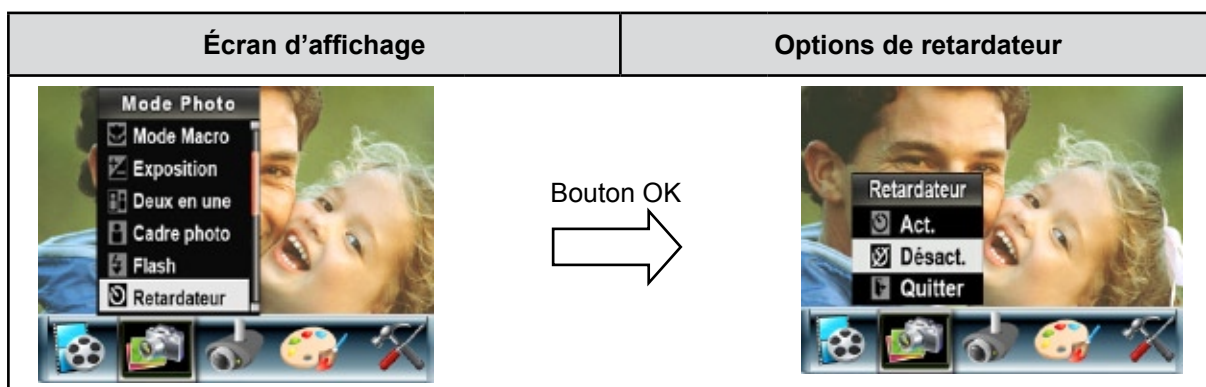 Écran d’affichage
Options de retardateur
Mode Photo
Mode Macro
Exposition
Deux en une
Cadre photo
Flash
Retardateur
Bouton OK
Retardateur
Act.
Désact.
Quitter